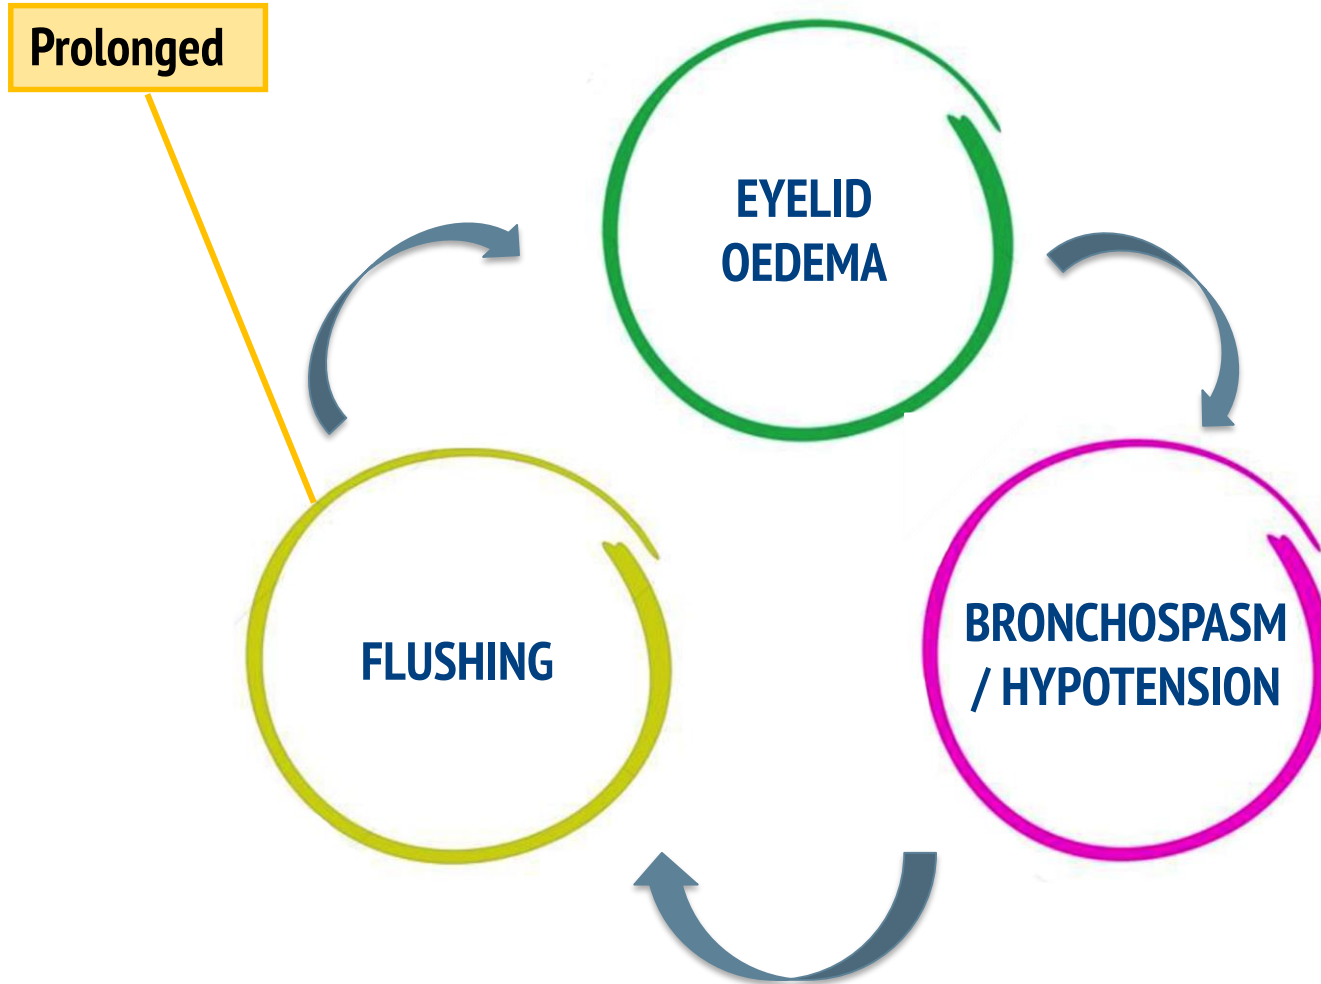 Prolonged
EYELID
OEDEMA
BRONCHOSPASM
/ HYPOTENSION
FLUSHING